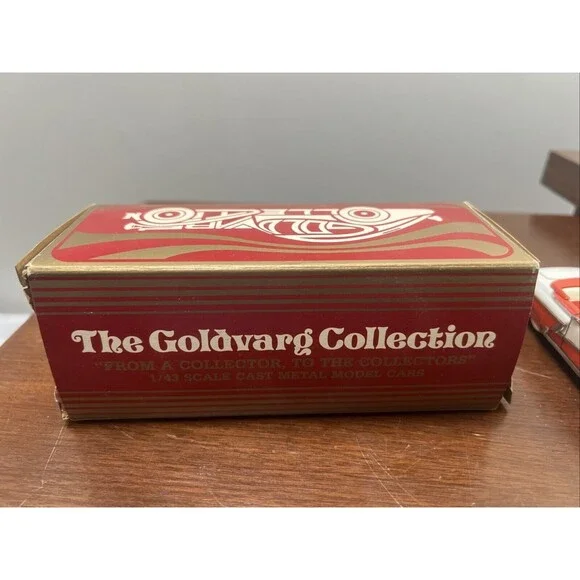 The Goldvarg Collection
"FROM A COLLECTOR, TO THE COLLECTORS"
1/43 SCALE CAST METAL MODEL CARS